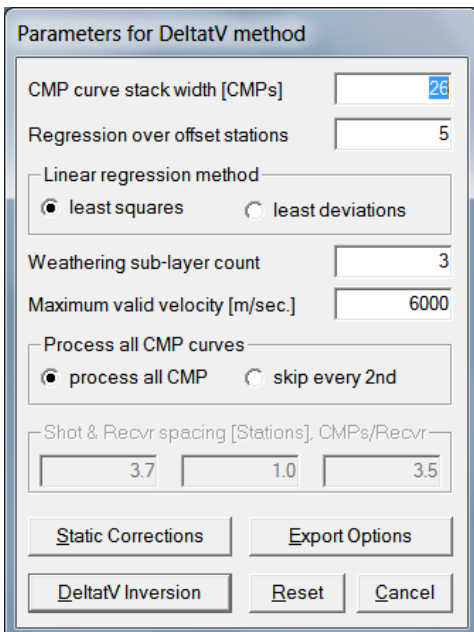 Parameters for DeltatV method
CMP curve stack width [CMPs] 26
Regression over offset stations 5
Linear regression method
least squares least deviations
Weathering sub-layer count 3
Maximum valid velocity [m/sec.] 6000
Process all CMP curves
process all CMP skip every 2nd
Shot & Recvr spacing [Stations], CMPs/Recvr
3.7 1.0 3.5
Static Corrections Export Options
DeltatV Inversion Reset Cancel